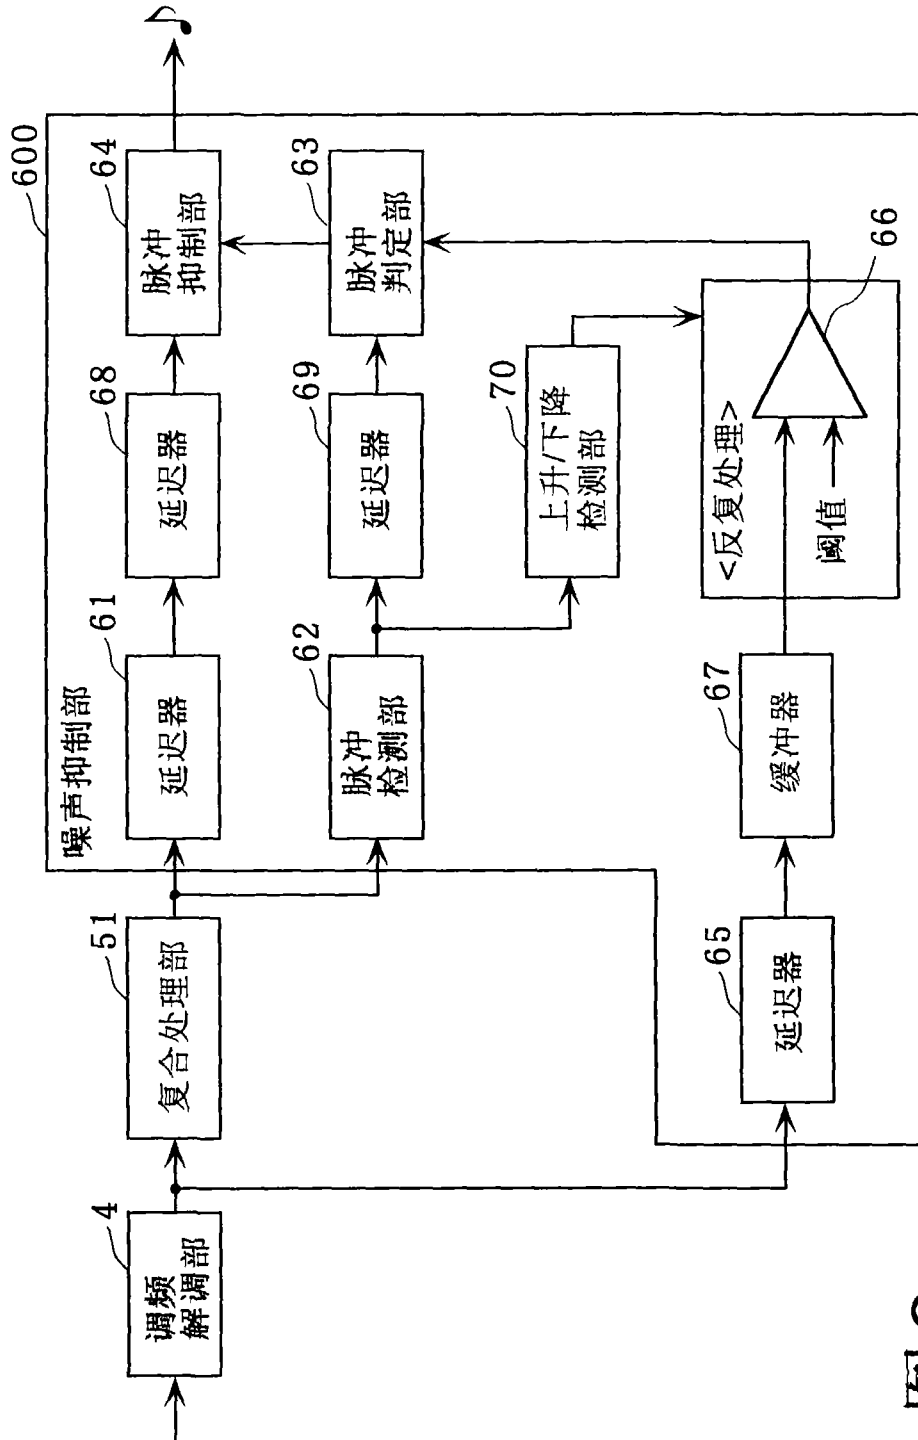 600
噪声抑制部
4
调频
解调部
51
复合处理部
61
延迟器
68
延迟器
64
脉冲
抑制部
62
脉冲
检测部
69
延迟器
63
脉冲
判定部
70
上升/下降
检测部
65
延迟器
67
缓冲器
<反复处理>
阈值
66